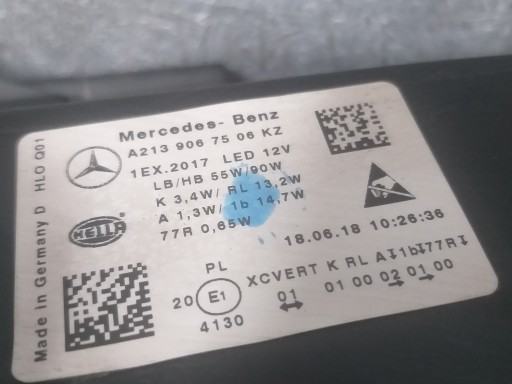 Mercedes- Benz
A213 906 75 06 KZ
1EX.2017 LED 12V
LB/HB 55W/90W
K 3,4W/ RL 13,2W
A 1,3W/ 1b 14,7W
77R 0,65W
HELLA
18.06.18 10:26:36
PL
XCVERT K RL A 1b 77R
20 E1 01 01 00 02 01 00
4130
Made in Germany D HLO Q01